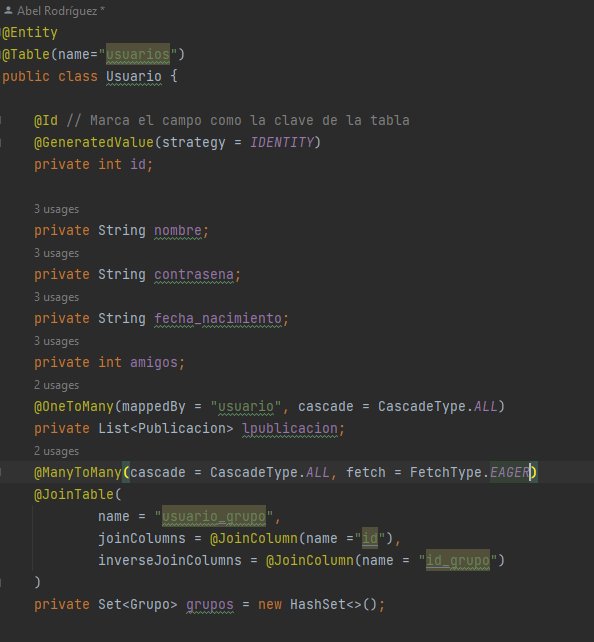 Abel Rodríguez *
@Entity
@Table(name="usuarios")
public class Usuario {
@Id // Marca el campo como la clave de la tabla
@GeneratedValue(strategy = IDENTITY)
private int id;
3 usages
private String nombre;
3 usages
private String contrasena;
3 usages
private String fecha_nacimiento;
3 usages
private int amigos;
2 usages
@OneToMany(mappedBy = "usuario", cascade = CascadeType.ALL)
private List<Publicacion> lpublicacion;
2 usages
@ManyToMany(cascade = CascadeType.ALL, fetch = FetchType.EAGER)
@JoinTable(
name = "usuario_grupo",
joinColumns = @JoinColumn(name ="id"),
inverseJoinColumns = @JoinColumn(name = "id_grupo")
)
private Set<Grupo> grupos = new HashSet<>();